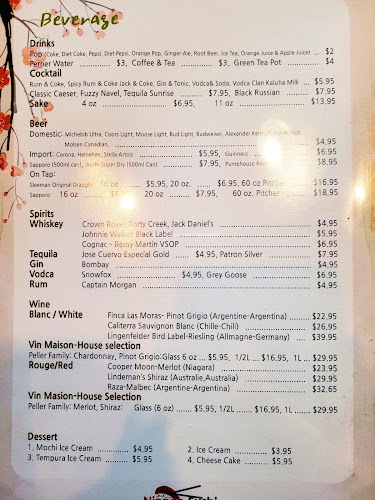 Beverage
Drinks
Pop (Coke, Diet Coke, Pepsi, Diet Pepsi, Orange Pop, Ginger Ale, Root Beer, Ice Tea, Orange Juice & Apple Juice) .. $2
Perrier Water ........ $3, Coffee & Tea ........ $3, Green Tea Pot ........ $4
Cocktail
Rum & Coke, Spicy Rum & Coke Jack & Coke, Gin & Tonic, Vodca& Soda, Vodca Clan Kaluha Milk ... $5.95
Classic Caeser, Fuzzy Navel, Tequila Sunrise ........ $7.95, Black Russian ........ $7.95
Sake 4 oz ........ $6.95, 11 oz ........ $13.95
Beer
Domestic: Michelob Ultra, Coors Light, Moose Light, Bud Light, Budweiser, Alexander Keith,
Molsen Canadian, ........ $4.95
Import: Corona, Heineken, Stella Artois ........ $5.95, Guinness ........ $6.95
Sapporo (500ml can), Asahi Super Dry (500ml Can) ........ $7.95, Pumphouse ........ $8.95
On Tap:
Sleeman Original Draught 16 oz ..... $5.95, 20 oz. ...... $6.95, 60 oz Pitcher ...... $16.95
Sapporo 16 oz ........ 20 oz ........ $7.95, 60 oz. Pitcher ...... $18.95
Spirits
Whiskey Crown Royal, Forty Creek, Jack Daniel's ........ $4.95
Johnnie Walker Black Label ........ $5.95
Cognac - Remy Martin VSOP ........ $6.95
Tequila Jose Cuervo Especial Gold ...... $4.95, Patron Silver ........ $7.95
Gin Bombay ........ $4.95
Vodca Snowfox ........ $4.95, Grey Goose ........ $6.95
Rum Captain Morgan ........ $4.95
Wine
Blanc / White Finca Las Moras- Pinot Grigio (Argentine-Argentina) ........ $22.95
Caliterra Sauvignon Blanc (Chille-Chili) ........ $26.95
Lingenfelder Bird Label-Riesling (Allmagne-Germany) .... $39.95
Vin Maison-House selection
Peller Family: Chardonnay, Pinot Grigio:Glass 6 oz .... $5.95, 1/2L .... $16.95, 1L .... $29.95
Rouge/Red Cooper Moon-Merlot (Niagara) ........ $23.95
Lindeman's Shiraz (Australie,Australia) ........ $29.95
Raza-Malbec (Argentine-Argentina) ........ $32.65
Vin Masion-House Selection
Peller Family: Merlot, Shiraz: Glass (6 oz) ...... $5.95, 1/2L ...... $16.95, 1L ...... $29.95
Dessert
1. Mochi Ice Cream ........ $4.95 2. Ice Cream ........ $3.95
3. Tempura Ice Cream ..... $5.95 4. Cheese Cake ..... $5.95